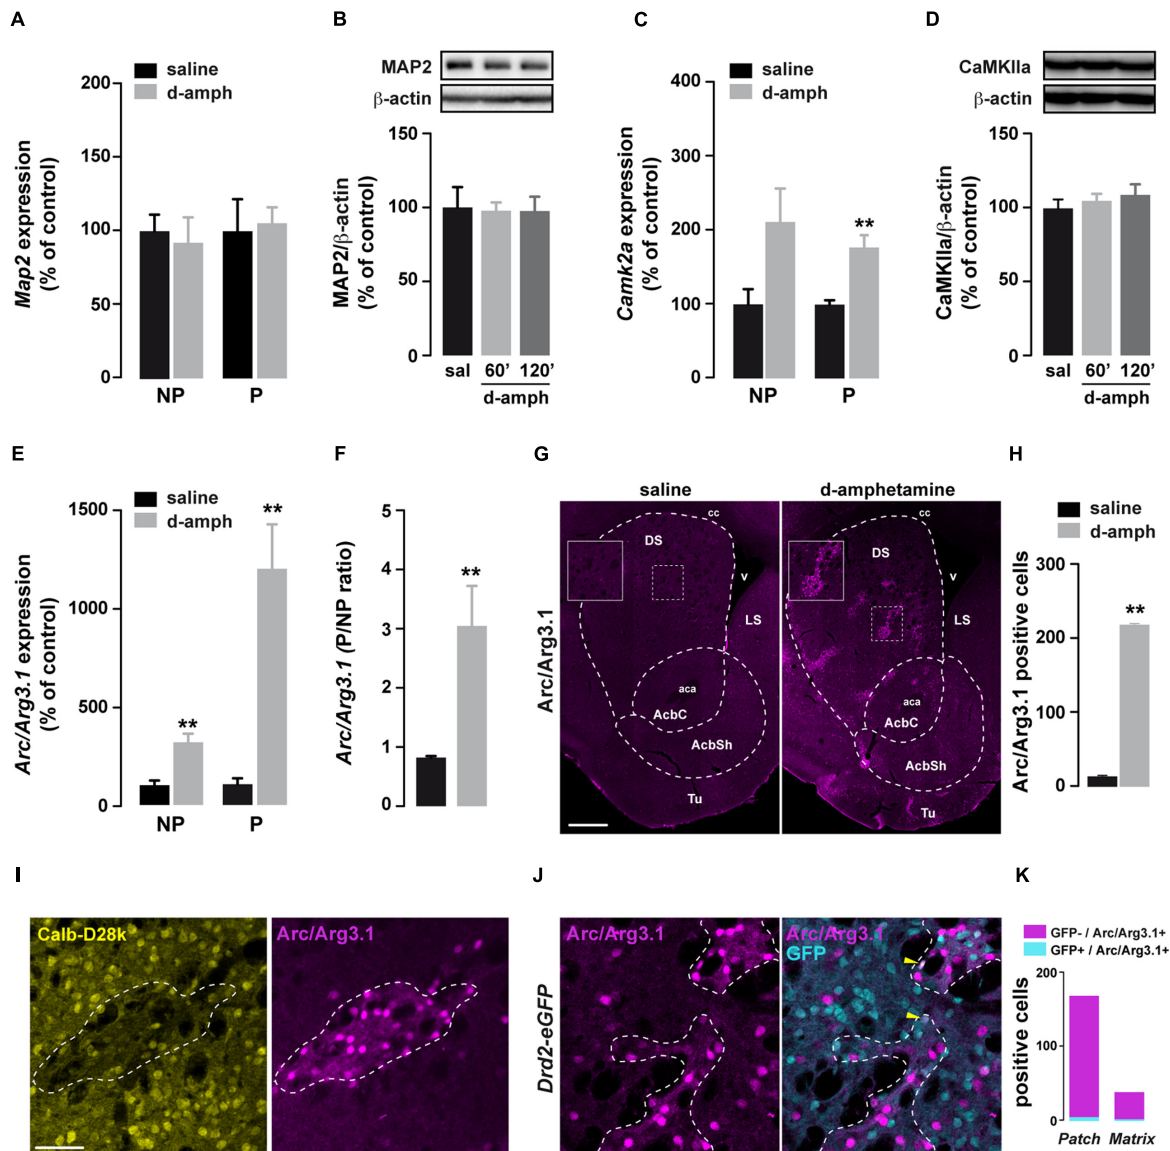 A
saline
d-amph
200
150
100
50
0
Map2 expression
(% of control)
NP
P
B
MAP2
β-actin
150
100
50
0
MAP2/β-actin
(% of control)
sal
60’
120’
d-amph
C
saline
d-amph
400
300
200
100
0
Camk2a expression
(% of control)
NP
P
**
D
CaMKIIa
β-actin
150
100
50
0
CaMKIIa/β-actin
(% of control)
sal
60’
120’
d-amph
E
saline
d-amph
1500
1000
500
0
Arc/Arg3.1 expression
(% of control)
**
**
NP
P
F
5
4
3
2
1
0
Arc/Arg3.1 (P/NP ratio)
**
G
saline
d-amphetamine
Arc/Arg3.1
cc
DS
v
LS
aca
AcbC
AcbSh
Tu
cc
DS
v
LS
aca
AcbC
AcbSh
Tu
H
saline
d-amph
300
200
100
0
Arc/Arg3.1 positive cells
**
I
Calb-D28k
Arc/Arg3.1
J
Drd2-eGFP
Arc/Arg3.1
Arc/Arg3.1
GFP
K
GFP- / Arc/Arg3.1+
GFP+ / Arc/Arg3.1+
200
100
0
positive cells
Patch
Matrix